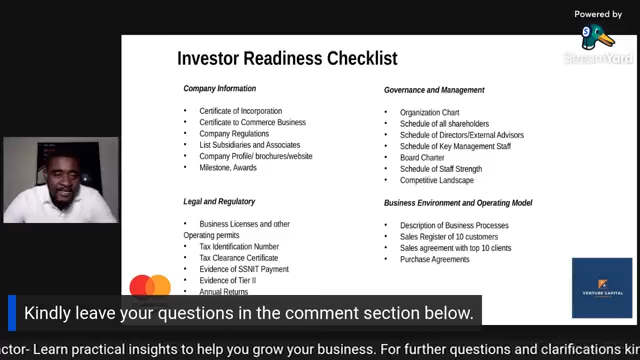 Powered by
StreamYard
Investor Readiness Checklist
Company Information
• Certificate of Incorporation
• Certificate to Commerce Business
• Company Regulations
• List Subsidiaries and Associates
• Company Profile/ brochures/website
• Milestone, Awards
Legal and Regulatory
• Business Licenses and other
Operating permits
• Tax Identification Number
• Tax Clearance Certificate
• Evidence of SSNIT Payment
• Evidence of Tier II
• Annual Returns
Governance and Management
• Organization Chart
• Schedule of all shareholders
• Schedule of Directors/External Advisors
• Schedule of Key Management Staff
• Board Charter
• Schedule of Staff Strength
• Competitive Landscape
Business Environment and Operating Model
• Description of Business Processes
• Sales Register of 10 customers
• Sales agreement with top 10 clients
• Purchase Agreements
VENTURE CAPITAL
Kindly leave your questions in the comment section below.
actor- Learn practical insights to help you grow your business. For further questions and clarifications kin